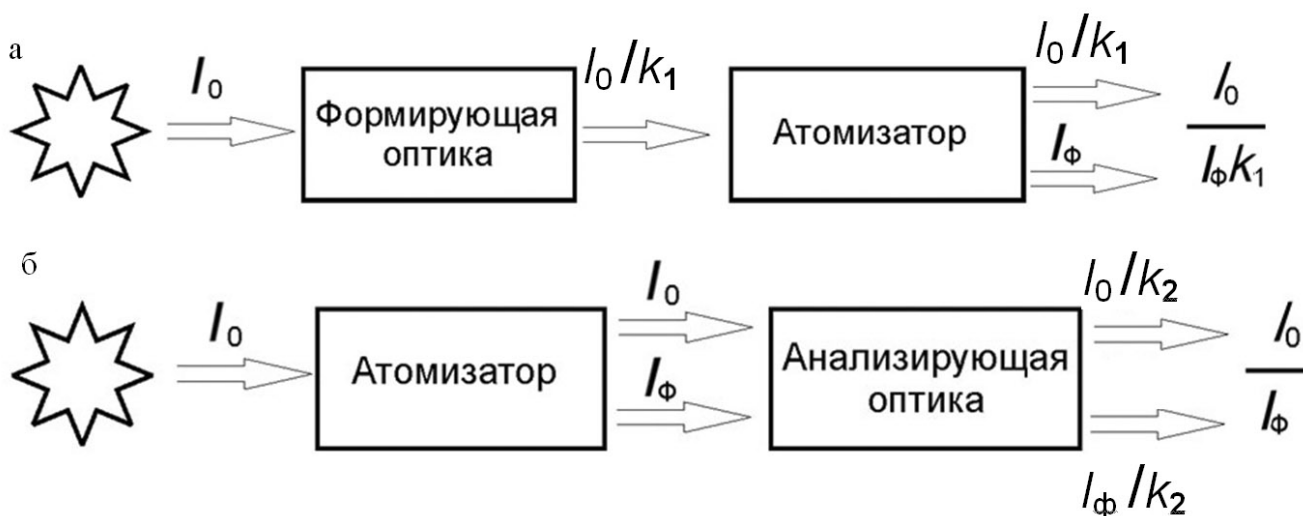 а
I₀
Формирующая
оптика
I₀/k₁
Атомизатор
I₀/k₁
Iф
I₀
Iфk₁
б
I₀
Атомизатор
I₀
Iф
Анализирующая
оптика
I₀/k₂
Iф/k₂
I₀
Iф